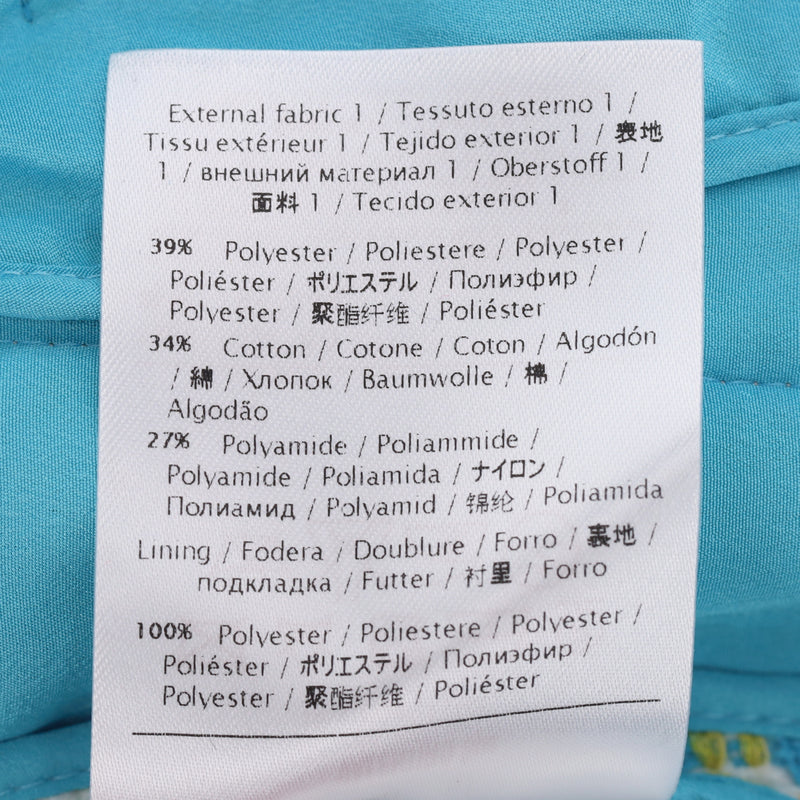 External fabric 1 / Tessuto esterno 1 /
Tissu extérieur 1 / Tejido exterior 1 / 表地
1 / внешний материал 1 / Oberstoff 1 /
面料 1 / Tecido exterior 1
39% Polyester / Poliestere / Polyester /
Poliéster / ポリエステル / Полиэфир /
Polyester / 聚酯纤维 / Poliéster
34% Cotton / Cotone / Coton / Algodón
/ 綿 / Хлопок / Baumwolle / 棉 /
Algodão
27% Polyamide / Poliammide /
Polyamide / Poliamida / ナイロン /
Полиамид / Polyamid / 锦纶 / Poliamida
Lining / Fodera / Doublure / Forro / 裏地 /
подкладка / Futter / 衬里 / Forro
100% Polyester / Poliestere / Polyester /
Poliéster / ポリエステル / Полиэфир /
Polyester / 聚酯纤维 / Poliéster